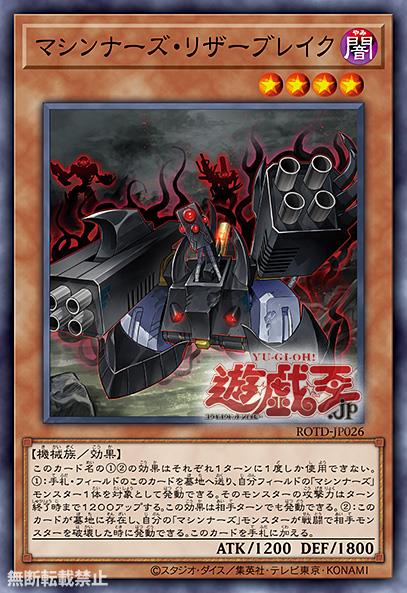 マシンナーズ・リザーブレイク
闇
YU-GI-OH!
遊戯王
.JP
ROTD-JP026
【機械族／効果】
このカード名の①②の効果はそれぞれ１ターンに１度しか使用できない。
①：手札・フィールドのこのカードを墓地へ送り、自分フィールドの「マシンナーズ」
モンスター１体を対象として発動できる。そのモンスターの攻撃力はターン
終了時まで1200アップする。この効果は相手ターンでも発動できる。②：こ
のカードが墓地に存在し、自分の「マシンナーズ」モンスターが戦闘で相手モン
スターを破壊した時に発動できる。このカードを手札に加える。
ATK/1200 DEF/1800
無断転載禁止
©スタジオ・ダイス／集英社・テレビ東京・KONAMI